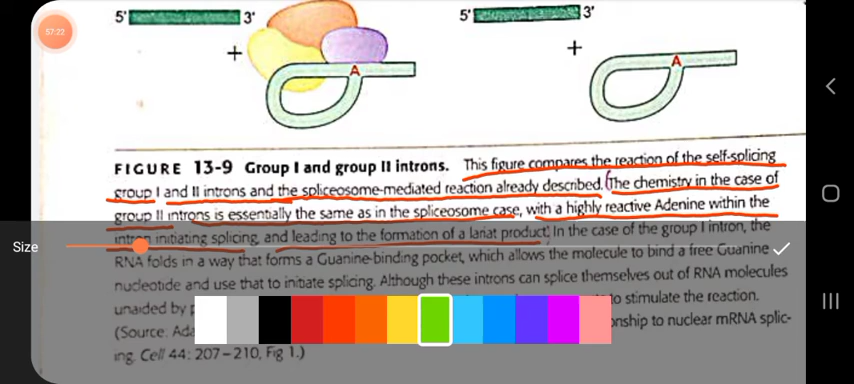 57:22
5' 3' 5' 3'
+ +
A A
FIGURE 13-9 Group I and group II introns. This figure compares the reaction of the self-splicing
group I and II introns and the spliceosome-mediated reaction already described. (The chemistry in the case of
group II introns is essentially the same as in the spliceosome case, with a highly reactive Adenine within the
Size
intron initiating splicing, and leading to the formation of a lariat product. In the case of the group I intron, the
RNA folds in a way that forms a Guanine-binding pocket, which allows the molecule to bind a free Guanine
nucleotide and use that to initiate splicing. Although these introns can splice themselves out of RNA molecules
unaided by to stimulate the reaction.
(Source: Ada to nuclear mRNA splic-
ing. Cell 44: 207–210, Fig 1.)